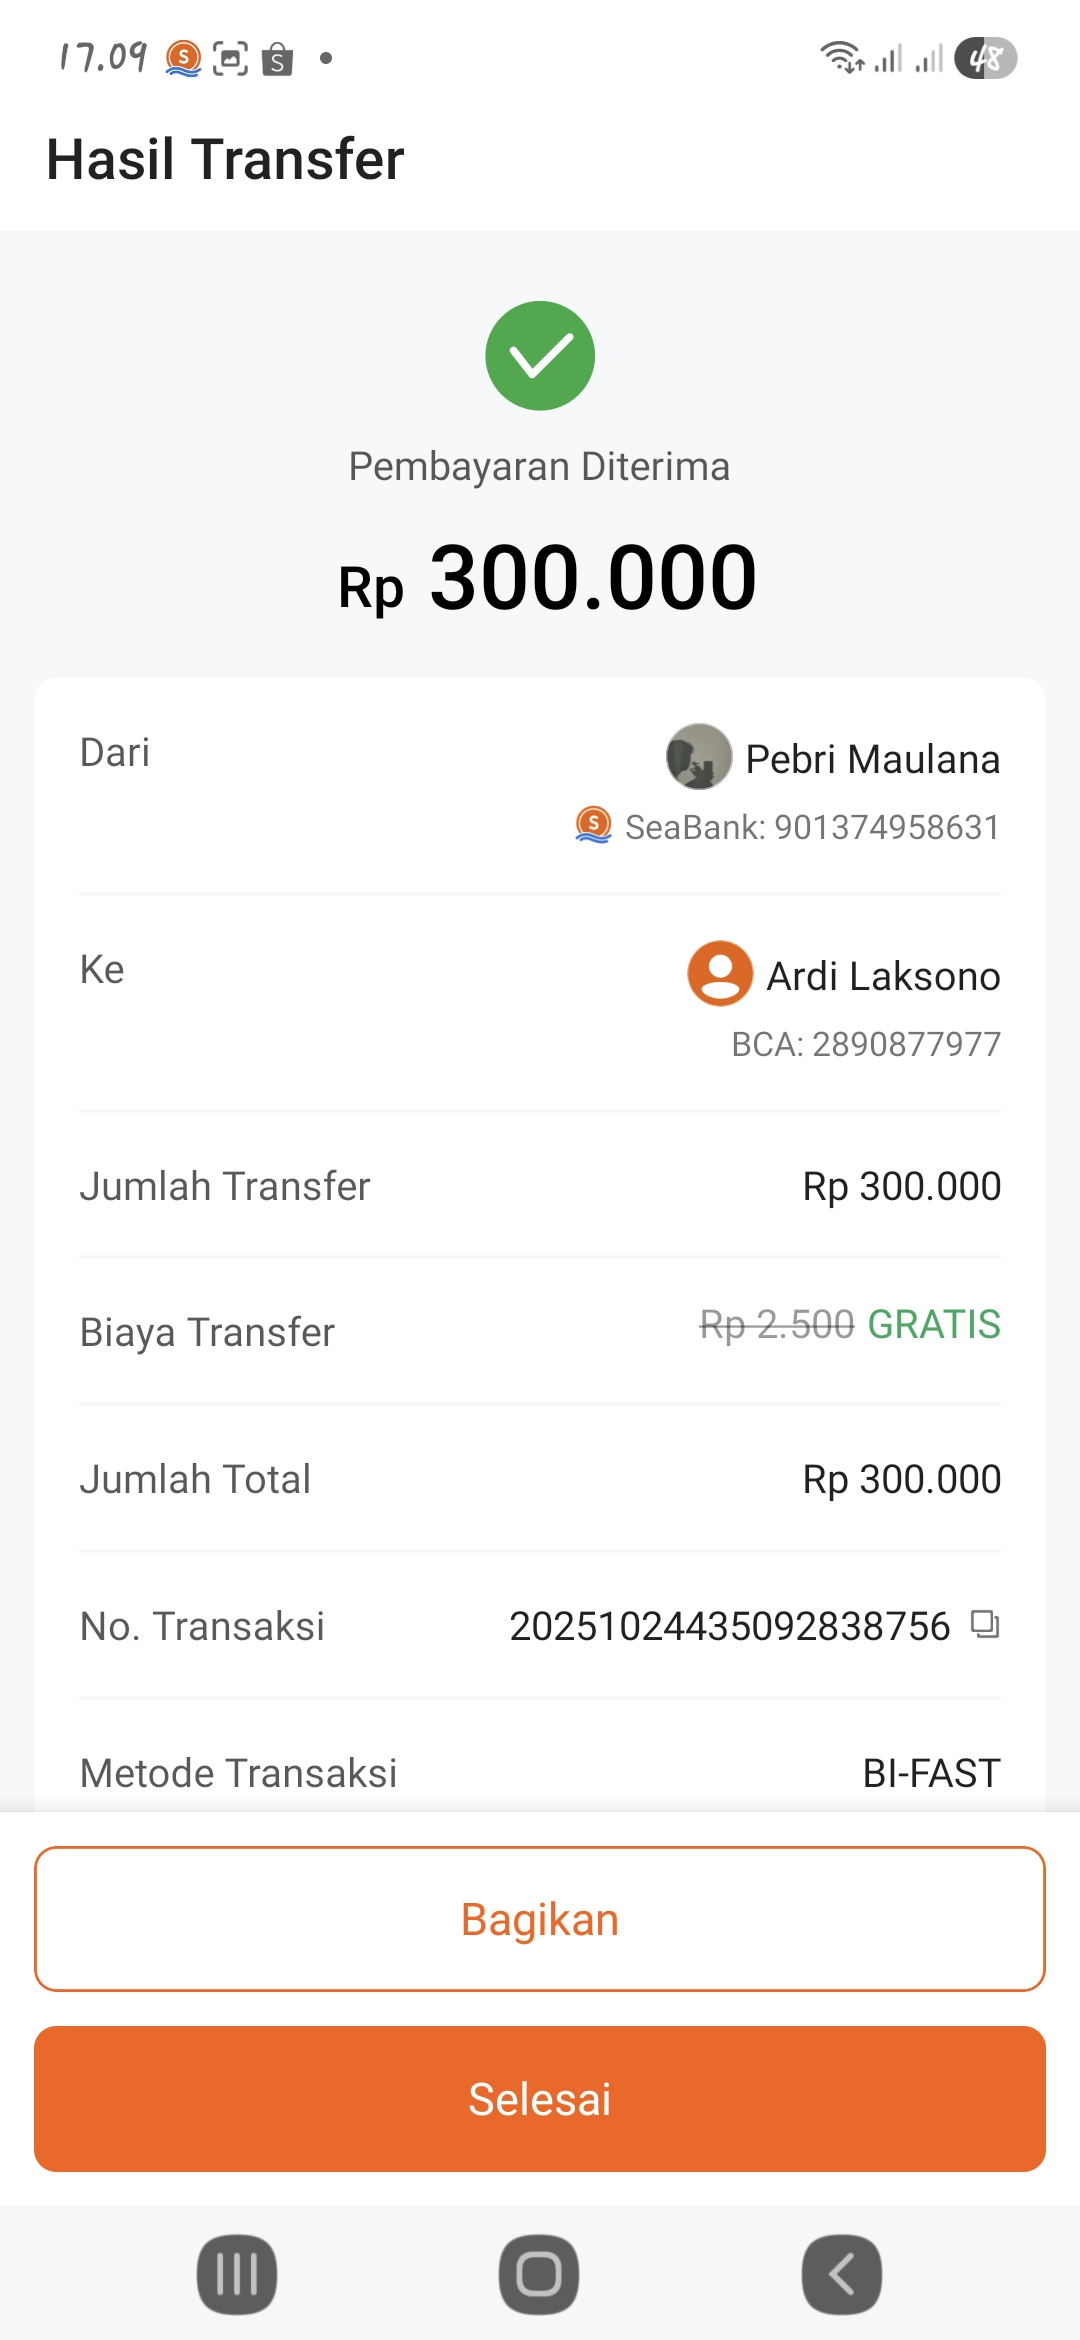 17.09
48
Hasil Transfer
Pembayaran Diterima
Rp 300.000
Dari
Pebri Maulana
SeaBank: 901374958631
Ke
Ardi Laksono
BCA: 2890877977
Jumlah Transfer
Rp 300.000
Biaya Transfer
Rp 2.500 GRATIS
Jumlah Total
Rp 300.000
No. Transaksi
20251024435092838756
Metode Transaksi
BI-FAST
Bagikan
Selesai